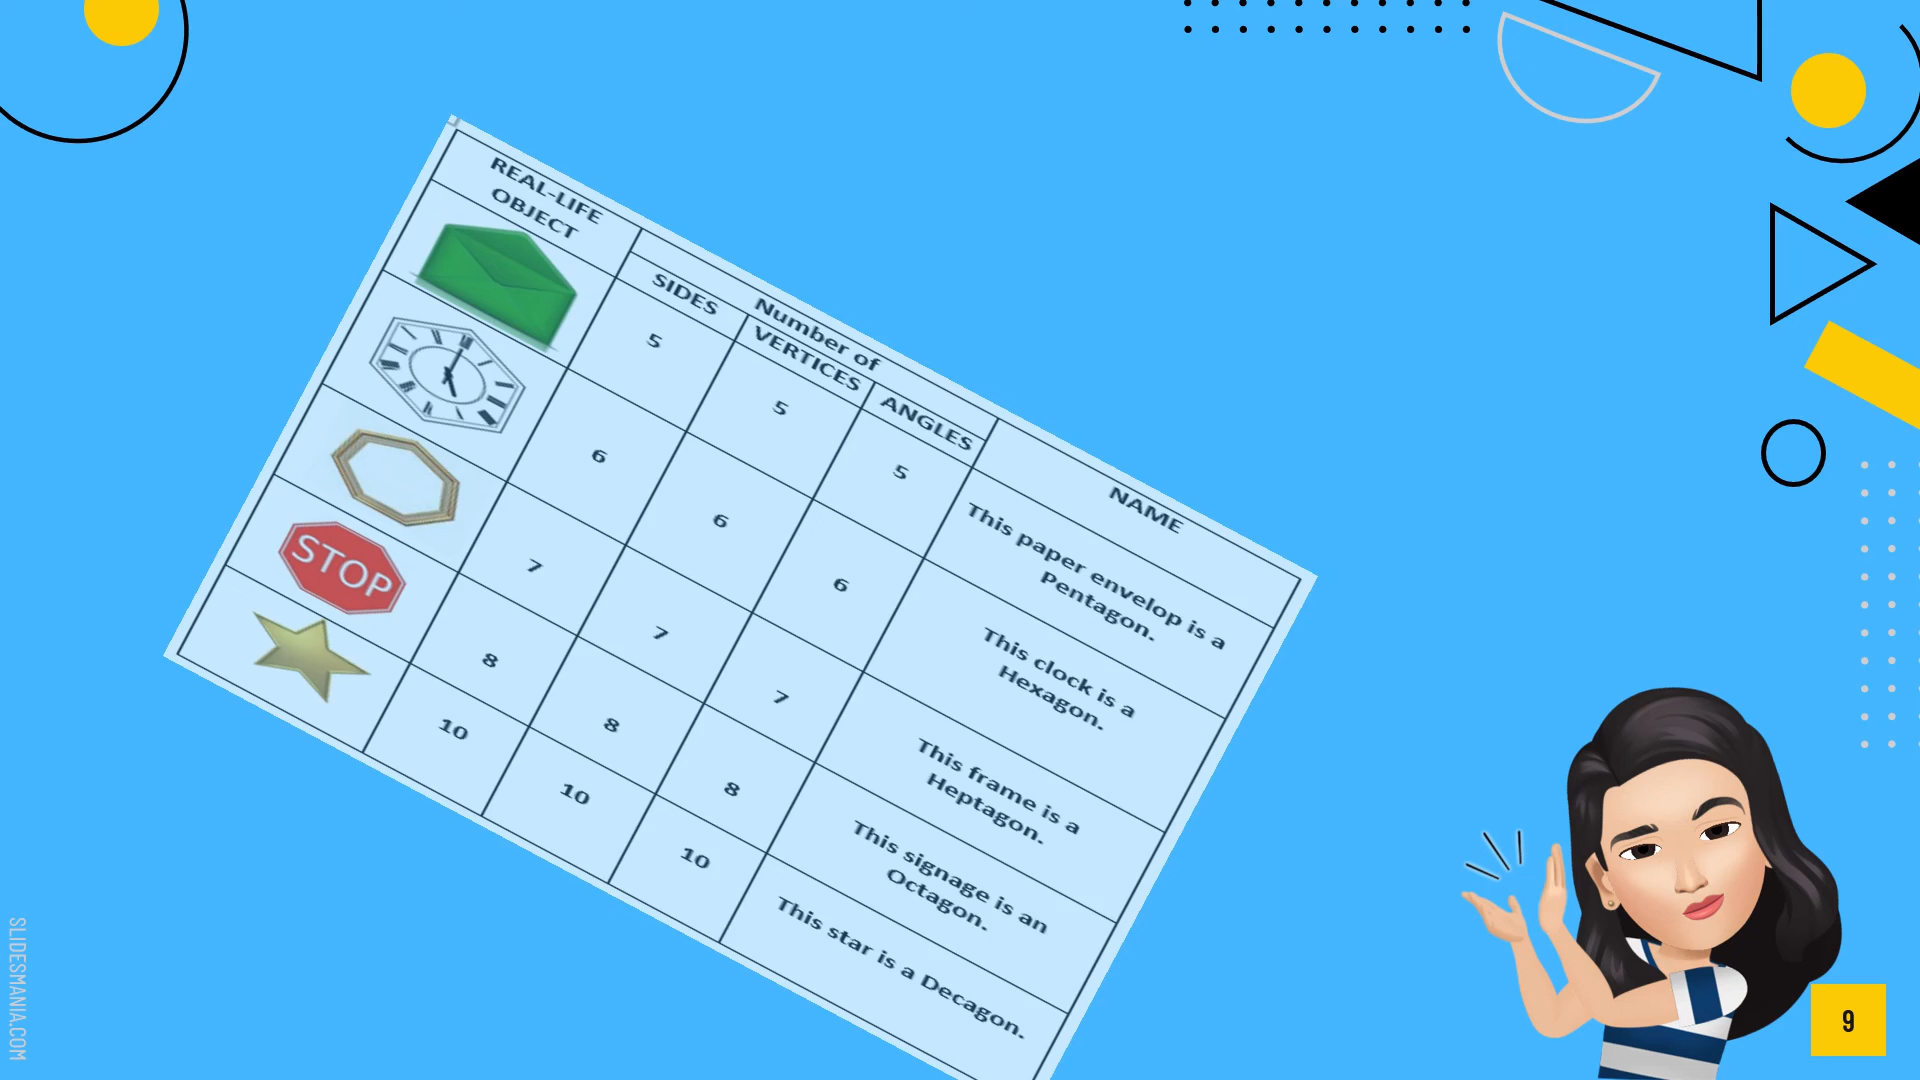 REAL-LIFE
OBJECT
Number of
NAME
SIDES
VERTICES
ANGLES
5
5
5
This paper envelop is a
Pentagon.
6
6
6
This clock is a
Hexagon.
7
7
7
This frame is a
Heptagon.
STOP
8
8
8
This signage is an
Octagon.
10
10
10
This star is a Decagon.
SLIDESMANIA.COM
9